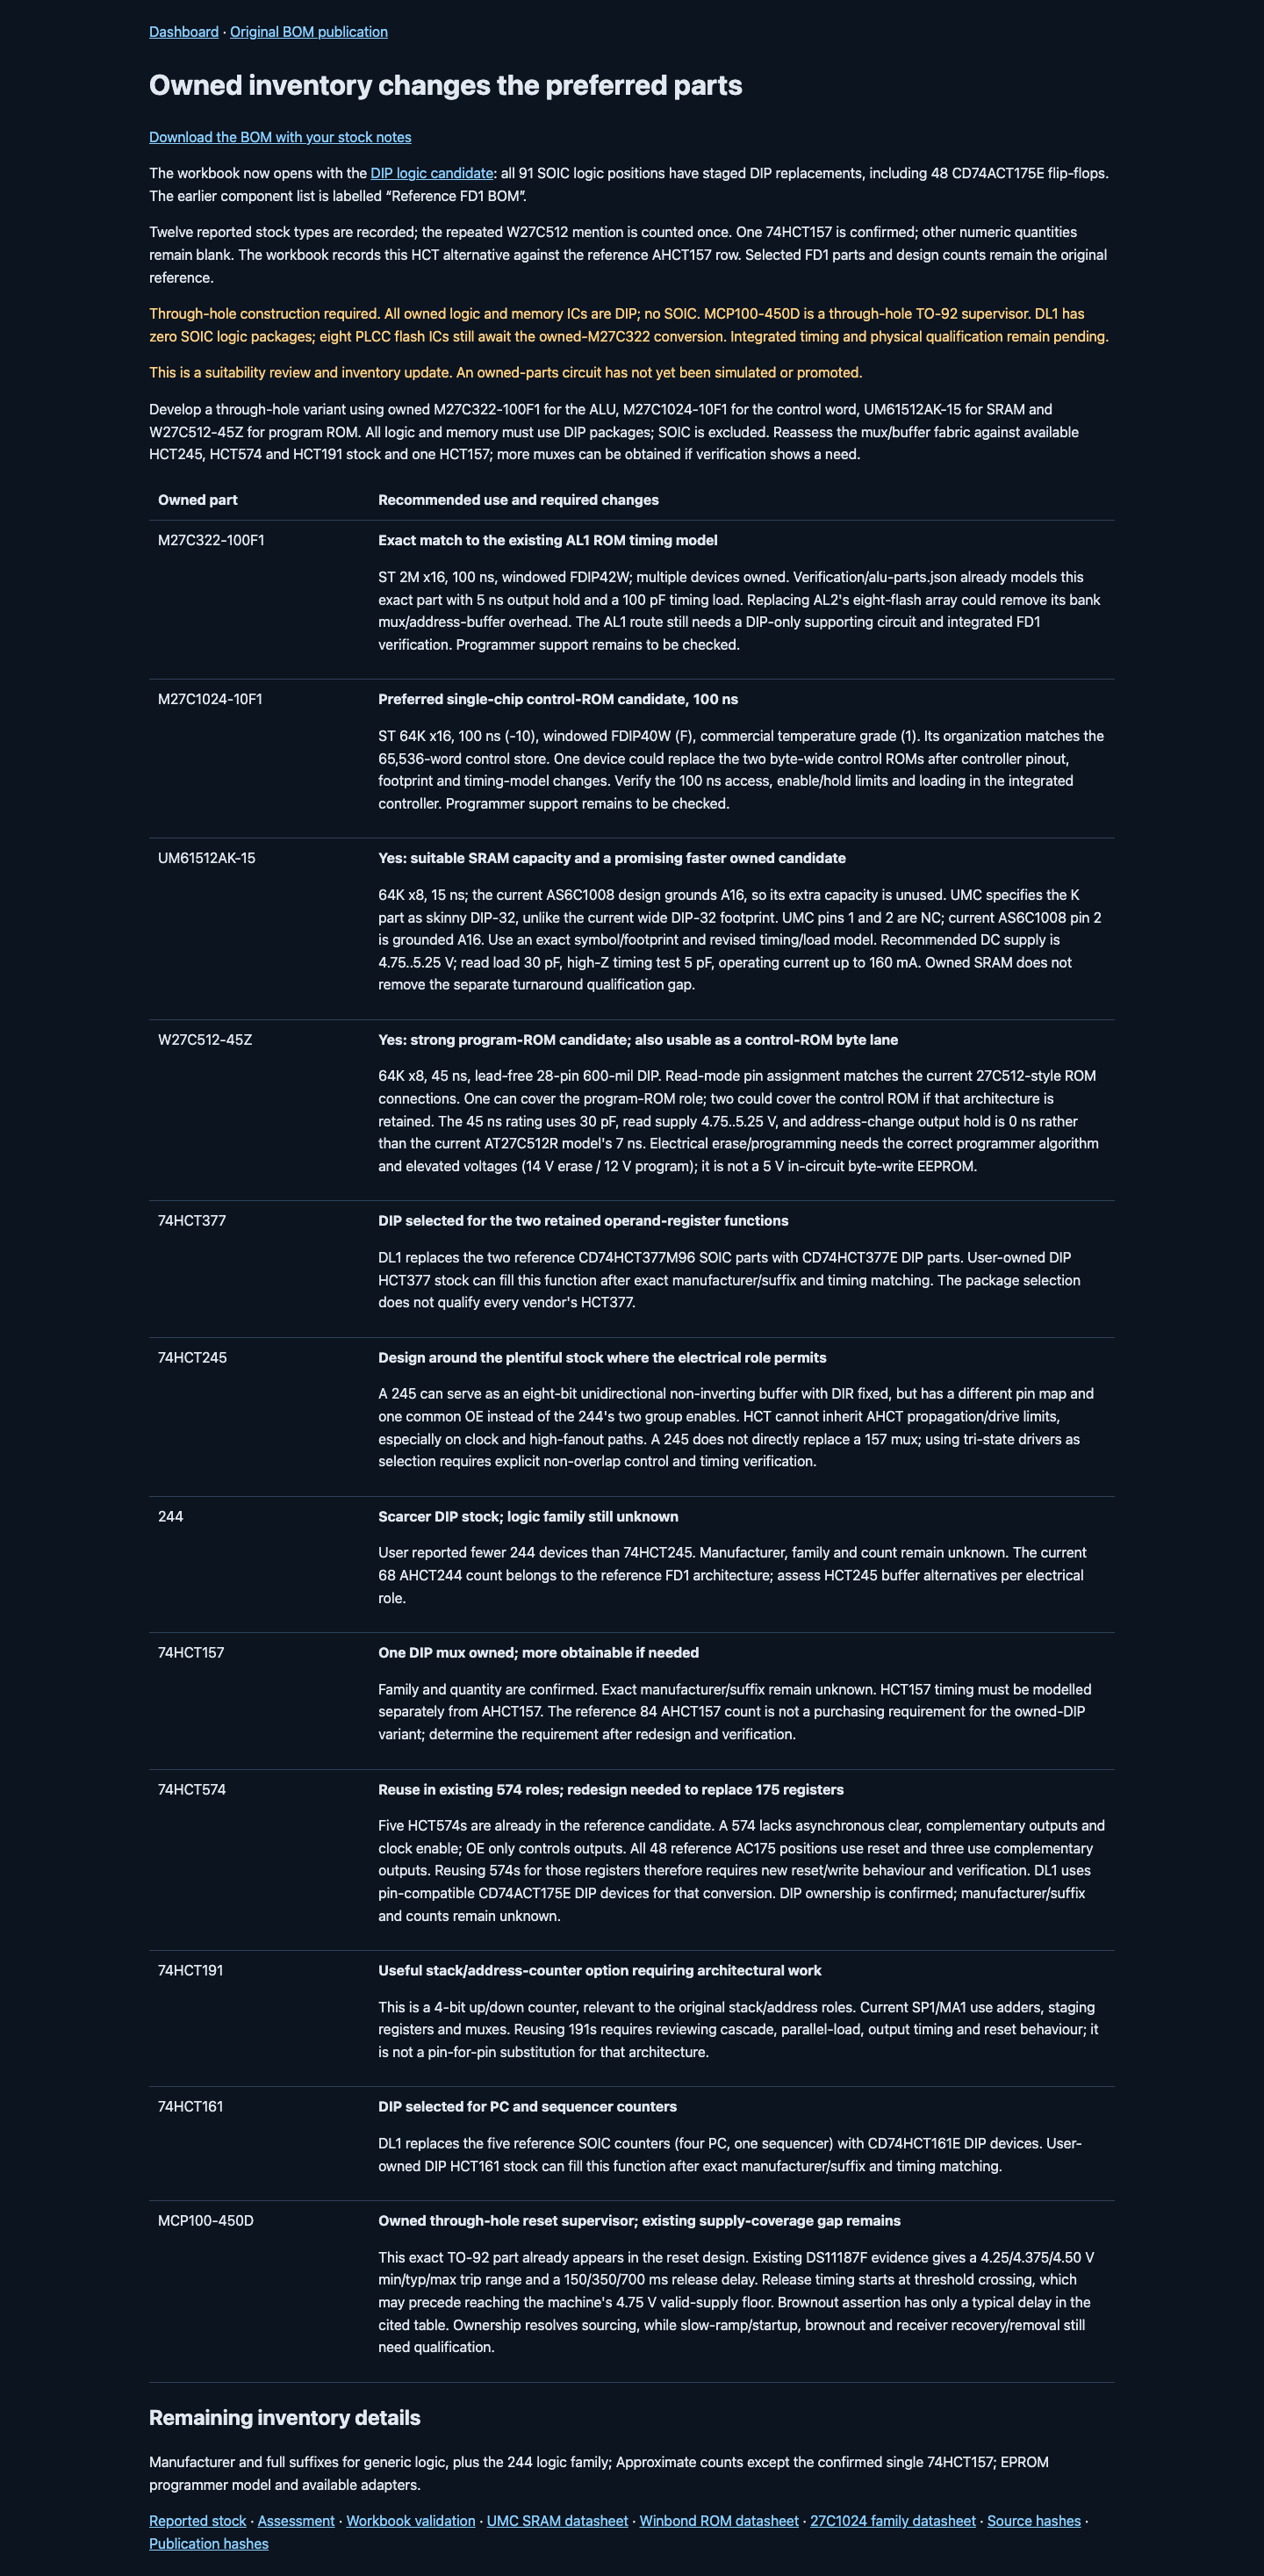 Dashboard · Original BOM publication
Owned inventory changes the preferred parts
Download the BOM with your stock notes
The workbook now opens with the DIP logic candidate: all 91 SOIC logic positions have staged DIP replacements, including 48 CD74ACT175E flip-flops.
The earlier component list is labelled “Reference FD1 BOM”.
Twelve reported stock types are recorded; the repeated W27C512 mention is counted once. One 74HCT157 is confirmed; other numeric quantities
remain blank. The workbook records this HCT alternative against the reference AHCT157 row. Selected FD1 parts and design counts remain the original
reference.
Through-hole construction required. All owned logic and memory ICs are DIP; no SOIC. MCP100-450D is a through-hole TO-92 supervisor. DL1 has
zero SOIC logic packages; eight PLCC flash ICs still await the owned-M27C322 conversion. Integrated timing and physical qualification remain pending.
This is a suitability review and inventory update. An owned-parts circuit has not yet been simulated or promoted.
Develop a through-hole variant using owned M27C322-100F1 for the ALU, M27C1024-10F1 for the control word, UM61512AK-15 for SRAM and
W27C512-45Z for program ROM. All logic and memory must use DIP packages; SOIC is excluded. Reassess the mux/buffer fabric against available
HCT245, HCT574 and HCT191 stock and one HCT157; more muxes can be obtained if verification shows a need.
Owned part Recommended use and required changes
M27C322-100F1 Exact match to the existing AL1 ROM timing model
ST 2M x16, 100 ns, windowed FDIP42W; multiple devices owned. Verification/alu-parts.json already models this
exact part with 5 ns output hold and a 100 pF timing load. Replacing AL2's eight-flash array could remove its bank
mux/address-buffer overhead. The AL1 route still needs a DIP-only supporting circuit and integrated FD1
verification. Programmer support remains to be checked.
M27C1024-10F1 Preferred single-chip control-ROM candidate, 100 ns
ST 64K x16, 100 ns (-10), windowed FDIP40W (F), commercial temperature grade (1). Its organization matches the
65,536-word control store. One device could replace the two byte-wide control ROMs after controller pinout,
footprint and timing-model changes. Verify the 100 ns access, enable/hold limits and loading in the integrated
controller. Programmer support remains to be checked.
UM61512AK-15 Yes: suitable SRAM capacity and a promising faster owned candidate
64K x8, 15 ns; the current AS6C1008 design grounds A16, so its extra capacity is unused. UMC specifies the K
part as skinny DIP-32, unlike the current wide DIP-32 footprint. UMC pins 1 and 2 are NC; current AS6C1008 pin 2
is grounded A16. Use an exact symbol/footprint and revised timing/load model. Recommended DC supply is
4.75..5.25 V; read load 30 pF, high-Z timing test 5 pF, operating current up to 160 mA. Owned SRAM does not
remove the separate turnaround qualification gap.
W27C512-45Z Yes: strong program-ROM candidate; also usable as a control-ROM byte lane
64K x8, 45 ns, lead-free 28-pin 600-mil DIP. Read-mode pin assignment matches the current 27C512-style ROM
connections. One can cover the program-ROM role; two could cover the control ROM if that architecture is
retained. The 45 ns rating uses 30 pF, read supply 4.75..5.25 V, and address-change output hold is 0 ns rather
than the current AT27C512R model's 7 ns. Electrical erase/programming needs the correct programmer algorithm
and elevated voltages (14 V erase / 12 V program); it is not a 5 V in-circuit byte-write EEPROM.
74HCT377 DIP selected for the two retained operand-register functions
DL1 replaces the two reference CD74HCT377M96 SOIC parts with CD74HCT377E DIP parts. User-owned DIP
HCT377 stock can fill this function after exact manufacturer/suffix and timing matching. The package selection
does not qualify every vendor's HCT377.
74HCT245 Design around the plentiful stock where the electrical role permits
A 245 can serve as an eight-bit unidirectional non-inverting buffer with DIR fixed, but has a different pin map and
one common OE instead of the 244's two group enables. HCT cannot inherit AHCT propagation/drive limits,
especially on clock and high-fanout paths. A 245 does not directly replace a 157 mux; using tri-state drivers as
selection requires explicit non-overlap control and timing verification.
244 Scarcer DIP stock; logic family still unknown
User reported fewer 244 devices than 74HCT245. Manufacturer, family and count remain unknown. The current
68 AHCT244 count belongs to the reference FD1 architecture; assess HCT245 buffer alternatives per electrical
role.
74HCT157 One DIP mux owned; more obtainable if needed
Family and quantity are confirmed. Exact manufacturer/suffix remain unknown. HCT157 timing must be modelled
separately from AHCT157. The reference 84 AHCT157 count is not a purchasing requirement for the owned-DIP
variant; determine the requirement after redesign and verification.
74HCT574 Reuse in existing 574 roles; redesign needed to replace 175 registers
Five HCT574s are already in the reference candidate. A 574 lacks asynchronous clear, complementary outputs and
clock enable; OE only controls outputs. All 48 reference AC175 positions use reset and three use complementary
outputs. Reusing 574s for those registers therefore requires new reset/write behaviour and verification. DL1 uses
pin-compatible CD74ACT175E DIP devices for that conversion. DIP ownership is confirmed; manufacturer/suffix
and counts remain unknown.
74HCT191 Useful stack/address-counter option requiring architectural work
This is a 4-bit up/down counter, relevant to the original stack/address roles. Current SP1/MA1 use adders, staging
registers and muxes. Reusing 191s requires reviewing cascade, parallel-load, output timing and reset behaviour; it
is not a pin-for-pin substitution for that architecture.
74HCT161 DIP selected for PC and sequencer counters
DL1 replaces the five reference SOIC counters (four PC, one sequencer) with CD74HCT161E DIP devices. User-
owned DIP HCT161 stock can fill this function after exact manufacturer/suffix and timing matching.
MCP100-450D Owned through-hole reset supervisor; existing supply-coverage gap remains
This exact TO-92 part already appears in the reset design. Existing DS11187F evidence gives a 4.25/4.375/4.50 V
min/typ/max trip range and a 150/350/700 ms release delay. Release timing starts at threshold crossing, which
may precede reaching the machine's 4.75 V valid-supply floor. Brownout assertion has only a typical delay in the
cited table. Ownership resolves sourcing, while slow-ramp/startup, brownout and receiver recovery/removal still
need qualification.
Remaining inventory details
Manufacturer and full suffixes for generic logic, plus the 244 logic family; Approximate counts except the confirmed single 74HCT157; EPROM
programmer model and available adapters.
Reported stock · Assessment · Workbook validation · UMC SRAM datasheet · Winbond ROM datasheet · 27C1024 family datasheet · Source hashes ·
Publication hashes